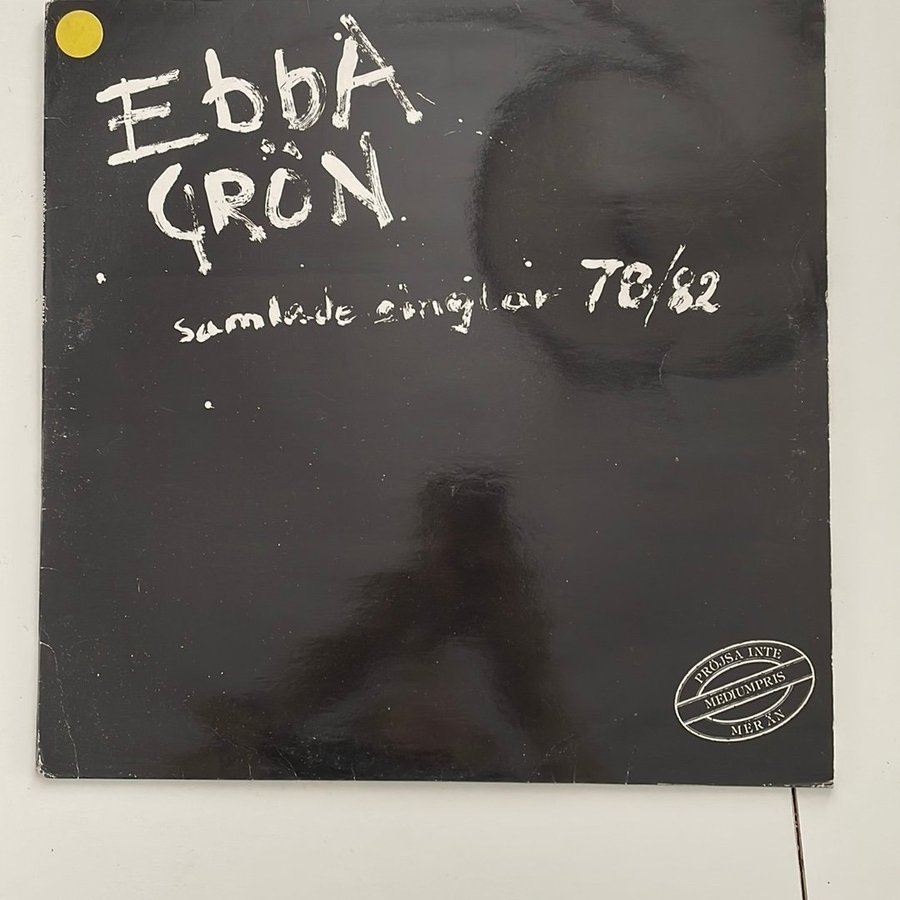 EbbA
GRÖN
samlade singlar 78/82
PRÖJSA INTE
MEDIUMPRIS
MER ÄN